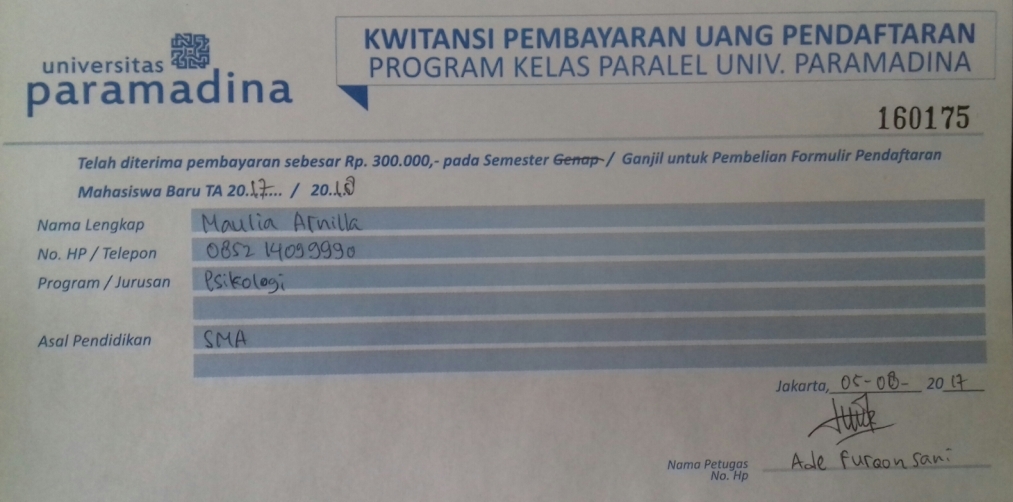 universitas
paramadina
KWITANSI PEMBAYARAN UANG PENDAFTARAN
PROGRAM KELAS PARALEL UNIV. PARAMADINA
160175
Telah diterima pembayaran sebesar Rp. 300.000,- pada Semester Genap / Ganjil untuk Pembelian Formulir Pendaftaran
Mahasiswa Baru TA 20.17... / 20.18
Nama Lengkap Maulia Arnilla
No. HP / Telepon 0852 14099990
Program / Jurusan Psikologi
Asal Pendidikan SMA
Jakarta, 05-08- 2017
Nama Petugas Ade Furqon Sani
No. Hp